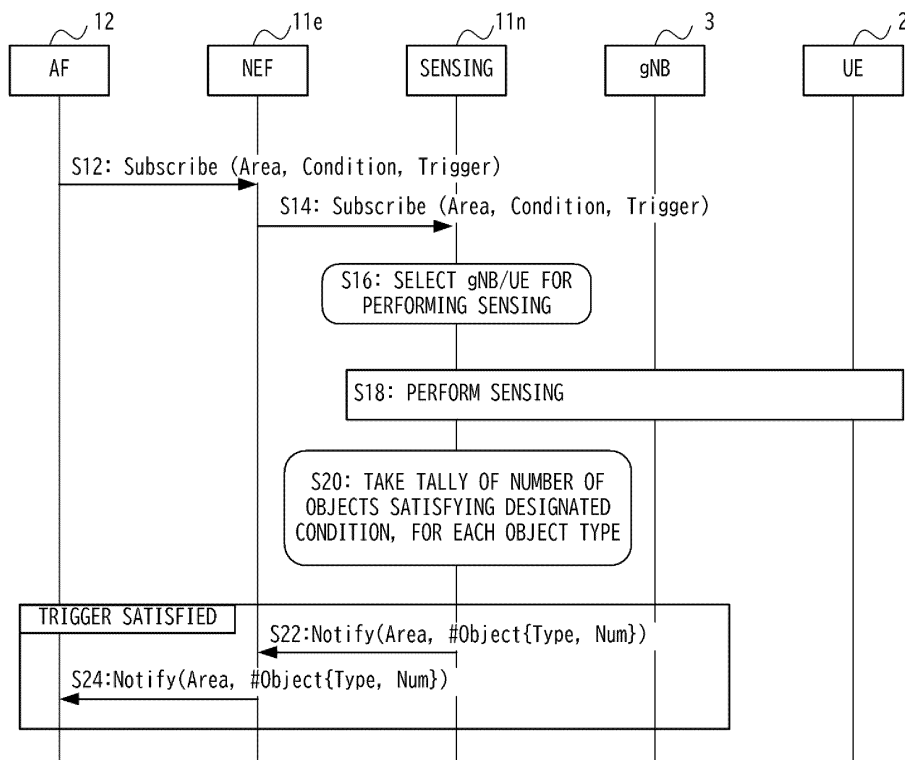 12
11e
11n
3
2
AF
NEF
SENSING
gNB
UE
S12: Subscribe (Area, Condition, Trigger)
S14: Subscribe (Area, Condition, Trigger)
S16: SELECT gNB/UE FOR
PERFORMING SENSING
S18: PERFORM SENSING
S20: TAKE TALLY OF NUMBER OF
OBJECTS SATISFYING DESIGNATED
CONDITION, FOR EACH OBJECT TYPE
TRIGGER SATISFIED
S22:Notify(Area, #Object{Type, Num})
S24:Notify(Area, #Object{Type, Num})